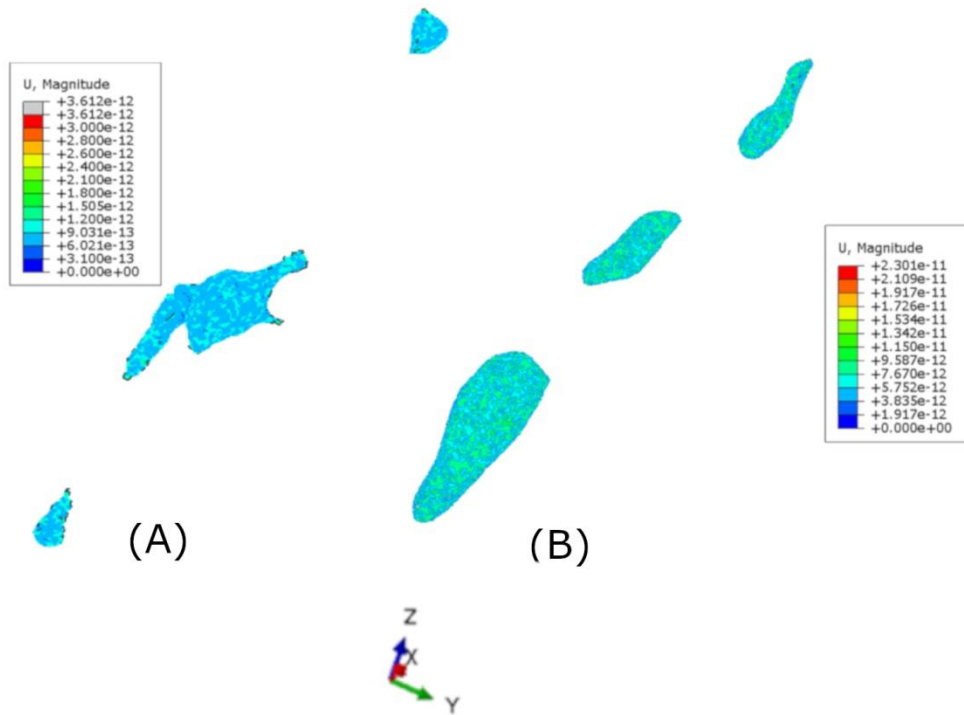 U, Magnitude
+3.612e-12
+3.612e-12
+3.000e-12
+2.800e-12
+2.600e-12
+2.400e-12
+2.100e-12
+1.800e-12
+1.505e-12
+1.200e-12
+9.031e-13
+6.021e-13
+3.100e-13
+0.000e+00
U, Magnitude
+2.301e-11
+2.109e-11
+1.917e-11
+1.726e-11
+1.534e-11
+1.342e-11
+1.150e-11
+9.587e-12
+7.670e-12
+5.752e-12
+3.835e-12
+1.917e-12
+0.000e+00
(A)
(B)
Z
X
Y